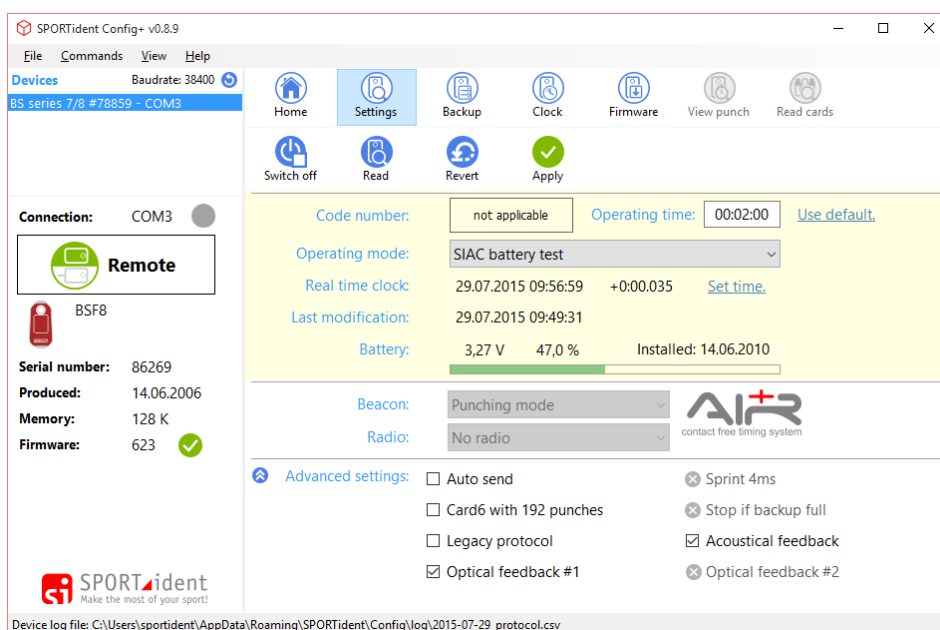 SPORTident Config+ v0.8.9
File Commands View Help
Devices Baudrate: 38400
BS series 7/8 #78859 - COM3
Home Settings Backup Clock Firmware View punch Read cards
Switch off Read Revert Apply
Connection: COM3
Remote
BSF8
Serial number: 86269
Produced: 14.06.2006
Memory: 128 K
Firmware: 623
SPORTident
Make the most of your sport!
Code number: not applicable Operating time: 00:02:00 Use default.
Operating mode: SIAC battery test
Real time clock: 29.07.2015 09:56:59 +0:00.035 Set time.
Last modification: 29.07.2015 09:49:31
Battery: 3,27 V 47,0 % Installed: 14.06.2010
Beacon: Punching mode
AIR+
contact free timing system
Radio: No radio
Advanced settings: Auto send Sprint 4ms
Card6 with 192 punches Stop if backup full
Legacy protocol Acoustical feedback
Optical feedback #1 Optical feedback #2
Device log file: C:\Users\sportident\AppData\Roaming\SPORTident\Config\log\2015-07-29_protocol.csv